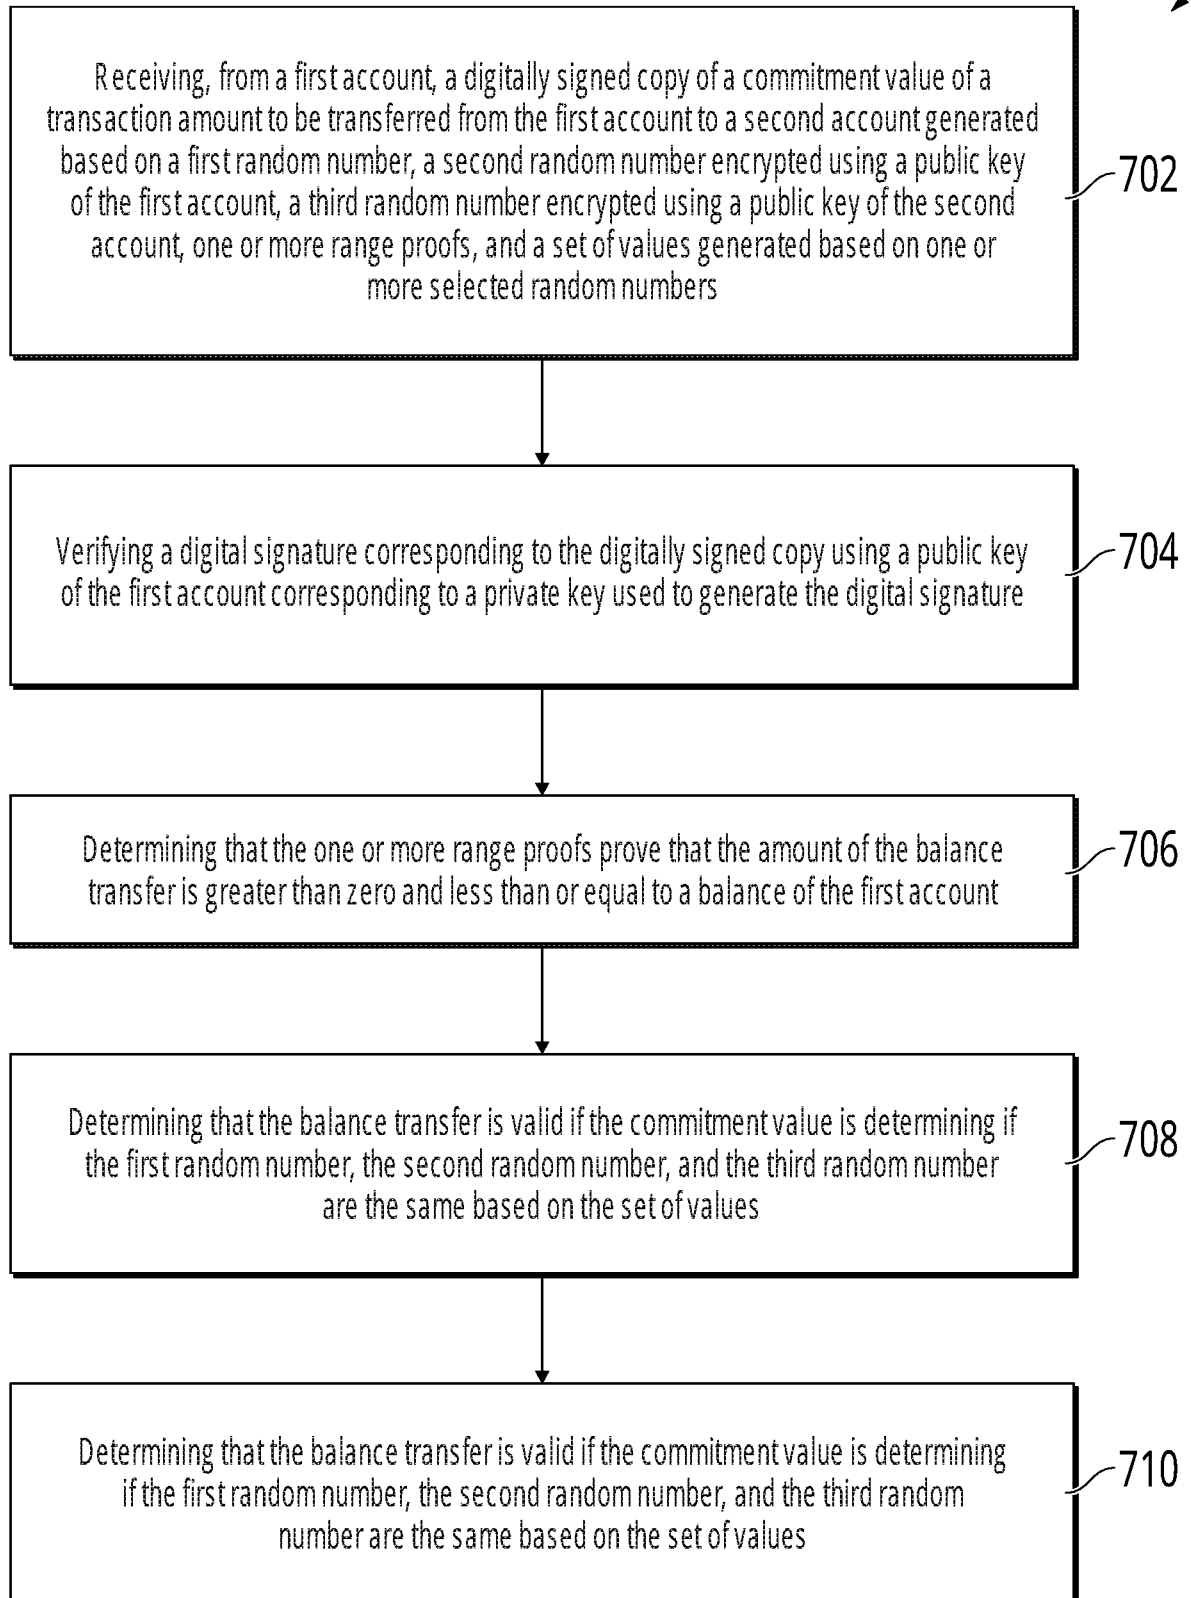 Receiving, from a first account, a digitally signed copy of a commitment value of a
transaction amount to be transferred from the first account to a second account generated
based on a first random number, a second random number encrypted using a public key
of the first account, a third random number encrypted using a public key of the second
account, one or more range proofs, and a set of values generated based on one or
more selected random numbers
702
Verifying a digital signature corresponding to the digitally signed copy using a public key
of the first account corresponding to a private key used to generate the digital signature
704
Determining that the one or more range proofs prove that the amount of the balance
transfer is greater than zero and less than or equal to a balance of the first account
706
Determining that the balance transfer is valid if the commitment value is determining if
the first random number, the second random number, and the third random number
are the same based on the set of values
708
Determining that the balance transfer is valid if the commitment value is determining
if the first random number, the second random number, and the third random
number are the same based on the set of values
710